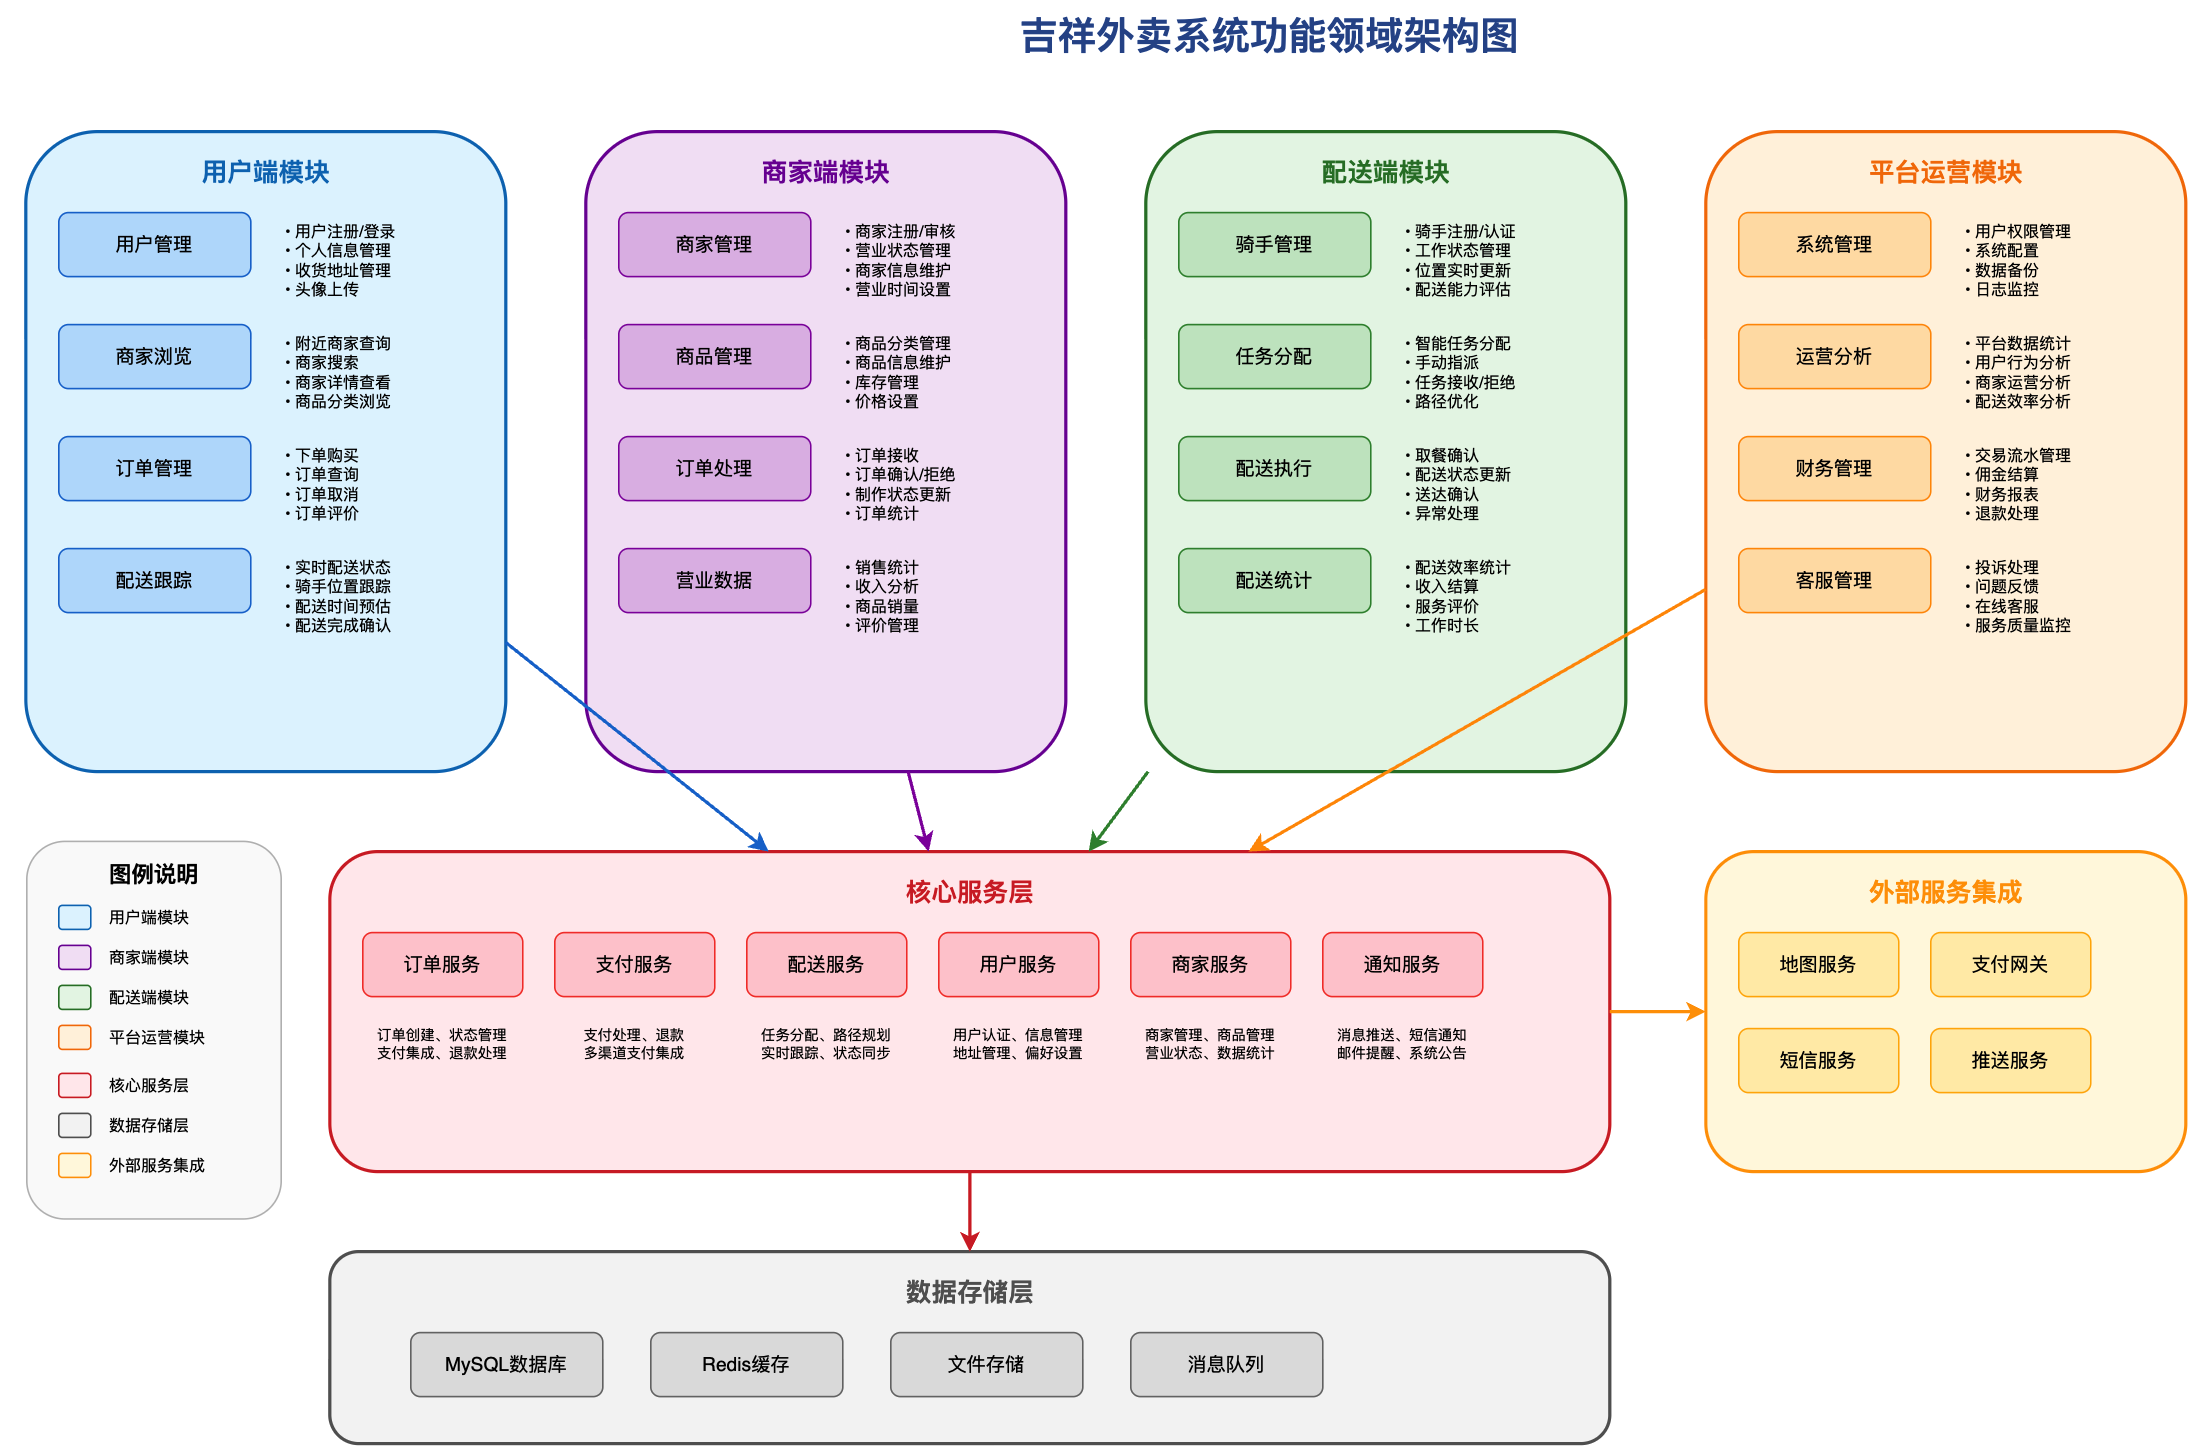 吉祥外卖系统功能领域架构图
用户端模块
用户管理
• 用户注册/登录
• 个人信息管理
• 收货地址管理
• 头像上传
商家浏览
• 附近商家查询
• 商家搜索
• 商家详情查看
• 商品分类浏览
订单管理
• 下单购买
• 订单查询
• 订单取消
• 订单评价
配送跟踪
• 实时配送状态
• 骑手位置跟踪
• 配送时间预估
• 配送完成确认
商家端模块
商家管理
• 商家注册/审核
• 营业状态管理
• 商家信息维护
• 营业时间设置
商品管理
• 商品分类管理
• 商品信息维护
• 库存管理
• 价格设置
订单处理
• 订单接收
• 订单确认/拒绝
• 制作状态更新
• 订单统计
营业数据
• 销售统计
• 收入分析
• 商品销量
• 评价管理
配送端模块
骑手管理
• 骑手注册/认证
• 工作状态管理
• 位置实时更新
• 配送能力评估
任务分配
• 智能任务分配
• 手动指派
• 任务接收/拒绝
• 路径优化
配送执行
• 取餐确认
• 配送状态更新
• 送达确认
• 异常处理
配送统计
• 配送效率统计
• 收入结算
• 服务评价
• 工作时长
平台运营模块
系统管理
• 用户权限管理
• 系统配置
• 数据备份
• 日志监控
运营分析
• 平台数据统计
• 用户行为分析
• 商家运营分析
• 配送效率分析
财务管理
• 交易流水管理
• 佣金结算
• 财务报表
• 退款处理
客服管理
• 投诉处理
• 问题反馈
• 在线客服
• 服务质量监控
图例说明
用户端模块
商家端模块
配送端模块
平台运营模块
核心服务层
数据存储层
外部服务集成
核心服务层
订单服务
订单创建、状态管理
支付集成、退款处理
支付服务
支付处理、退款
多渠道支付集成
配送服务
任务分配、路径规划
实时跟踪、状态同步
用户服务
用户认证、信息管理
地址管理、偏好设置
商家服务
商家管理、商品管理
营业状态、数据统计
通知服务
消息推送、短信通知
邮件提醒、系统公告
外部服务集成
地图服务
支付网关
短信服务
推送服务
数据存储层
MySQL数据库
Redis缓存
文件存储
消息队列